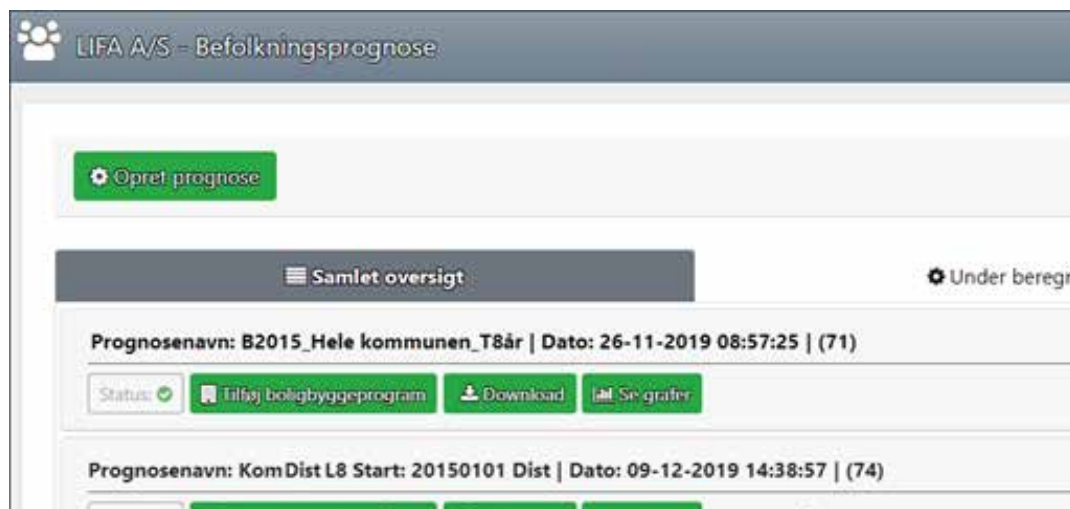 LIFA A/S - Befolkningsprognose
Opret prognose
Samlet oversigt
Under beregn
Prognosenavn: B2015_Hele kommunen_T8år | Dato: 26-11-2019 08:57:25 | (71)
Status: Tilføj boligbyggeprogram Download Se grafer
Prognosenavn: KomDist L8 Start: 20150101 Dist | Dato: 09-12-2019 14:38:57 | (74)